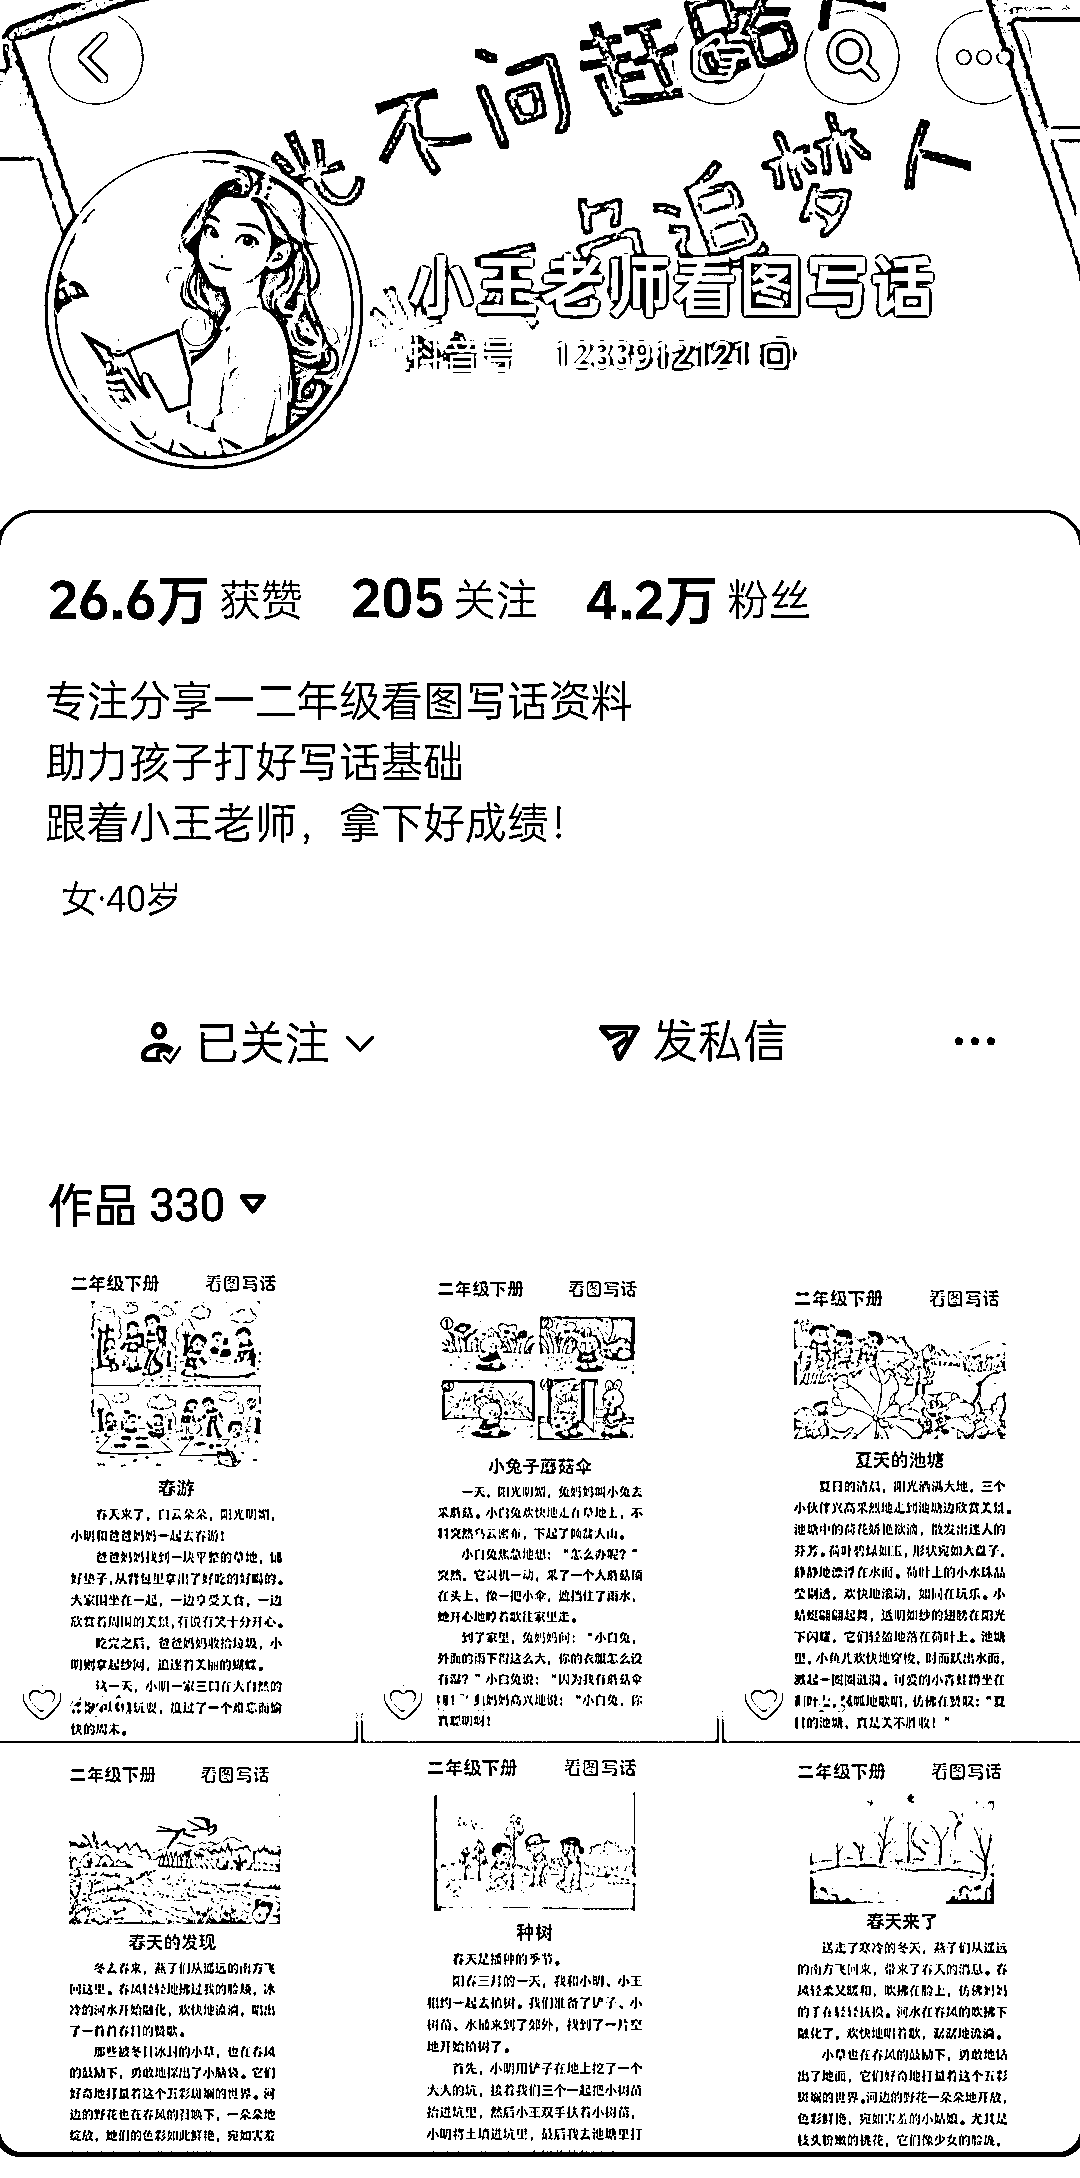 不问赶路人
追梦人
小王老师看图写话
抖音号 1233912121
26.6万 获赞 205 关注 4.2万 粉丝
专注分享一二年级看图写话资料
助力孩子打好写话基础
跟着小王老师，拿下好成绩！
女·40岁
已关注 发私信
作品 330
二年级下册 看图写话
春游
春天来了，白云朵朵，阳光明媚，
小明和爸爸妈妈一起去春游！
爸爸妈妈找到一块平整的草地，铺
好垫子，从背包里拿出了好吃的好喝的。
大家围坐在一起，一边享受美食，一边
欣赏着周围的美景，有说有笑十分开心。
吃完之后，爸爸妈妈收拾垃圾，小
明则拿起纱网，追逐着美丽的蝴蝶。
这一天，小明一家三口在大自然的
玩耍，度过了一个难忘而愉
快的周末。
二年级下册 看图写话
小兔子蘑菇伞
一天，阳光明媚，兔妈妈叫小兔去
采蘑菇。小白兔欢快地走在草地上，不
料突然乌云密布，下起了倾盆大雨。
小白兔焦急地想：“怎么办呢？”
突然，它灵机一动，采了一个大蘑菇顶
在头上，像一把小伞，遮挡住了雨水，
她开心地哼着歌往家里走。
到了家里，兔妈妈问：“小白兔，
外面的雨下得这么大，你的衣服怎么没
有湿？”小白兔说：“因为我有蘑菇伞
妈妈高兴地说：“小白兔，你
真聪明呀！
二年级下册 看图写话
夏天的池塘
夏日的清晨，阳光洒满大地，三个
小伙伴兴高采烈地走到池塘边欣赏美景。
池塘中的荷花娇艳欲滴，散发出迷人的
芬芳。荷叶碧绿如玉，形状宛如大盘子，
静静地漂浮在水面。荷叶上的小水珠晶
莹剔透，欢快地滚动，如同在玩乐。小
蜻蜓翩翩起舞，透明如纱的翅膀在阳光
下闪耀，它们轻盈地落在荷叶上。池塘
里，小鱼儿欢快地穿梭，时而跃出水面，
激起一圈圈涟漪。可爱的小青蛙蹲在
荷叶上，呱呱地歌唱，仿佛在赞叹：“夏
日的池塘，真是美不胜收！”
二年级下册 看图写话
春天的发现
冬去春来，燕子们从遥远的南方飞
回这里。春风轻轻地拂过我的脸颊，冰
冷的河水开始融化，欢快地流淌，唱出
了一首首春日的赞歌。
那些被冬日冰封的小草，也在春风
的鼓励下，勇敢地探出了小脑袋。它们
好奇地打量着这个五彩斑斓的世界。河
边的野花也在春风的召唤下，一朵朵地
绽放，她们的色彩如此鲜艳，宛如害羞
二年级下册 看图写话
种树
春天是播种的季节。
阳春三月的一天，我和小明、小王
相约一起去植树。我们准备了铲子、小
树苗、水桶来到了郊外，找到了一片空
地开始植树了。
首先，小明用铲子在地上挖了一个
大大的坑，接着我们三个一起把小树苗
抬进坑里，然后小王双手扶着小树苗，
小明将土填进坑里，最后我去池塘里打
二年级下册 看图写话
春天来了
送走了寒冷的冬天，燕子们从遥远
的南方飞回来，带来了春天的消息。春
风轻柔又暖和，吹拂在脸上，仿佛妈妈
的手在轻轻抚摸。河水在春风的吹拂下
融化了，欢快地唱着歌，潺潺地流淌。
小草也在春风的鼓励下，勇敢地钻
出了地面，它们好奇地打量着这个五彩
斑斓的世界。河边的野花一朵朵地开放，
色彩鲜艳，宛如害羞的小姑娘。尤其是
枝头粉嫩的桃花，它们像少女的脸庞，